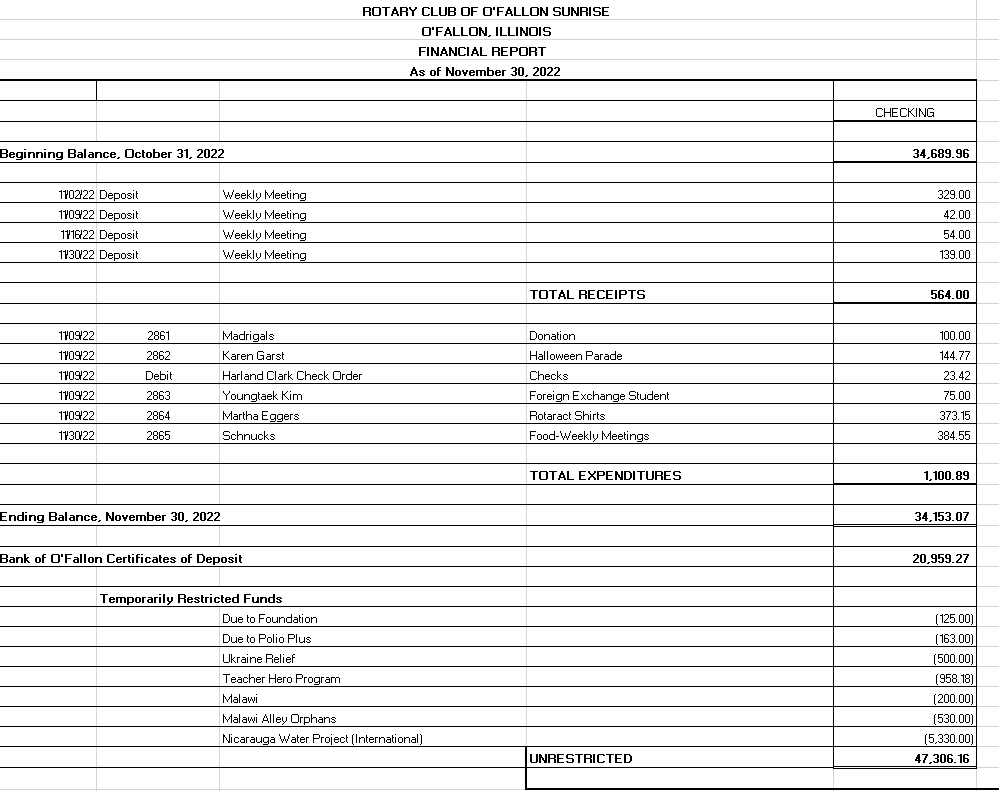 ROTARY CLUB OF O'FALLON SUNRISE
O'FALLON, ILLINOIS
FINANCIAL REPORT
As of November 30, 2022
CHECKING
Beginning Balance, October 31, 2022 34,689.96
11/02/22 Deposit Weekly Meeting 329.00
11/09/22 Deposit Weekly Meeting 42.00
11/16/22 Deposit Weekly Meeting 54.00
11/30/22 Deposit Weekly Meeting 139.00
TOTAL RECEIPTS 564.00
11/09/22 2861 Madrigals Donation 100.00
11/09/22 2862 Karen Garst Halloween Parade 144.77
11/09/22 Debit Harland Clark Check Order Checks 23.42
11/09/22 2863 Youngtaek Kim Foreign Exchange Student 75.00
11/09/22 2864 Martha Eggers Rotaract Shirts 373.15
11/30/22 2865 Schnucks Food-Weekly Meetings 384.55
TOTAL EXPENDITURES 1,100.89
Ending Balance, November 30, 2022 34,153.07
Bank of O'Fallon Certificates of Deposit 20,959.27
Temporarily Restricted Funds
Due to Foundation (125.00)
Due to Polio Plus (163.00)
Ukraine Relief (500.00)
Teacher Hero Program (958.18)
Malawi (200.00)
Malawi Alley Orphans (530.00)
Nicarauga Water Project (International) (5,330.00)
UNRESTRICTED 47,306.16